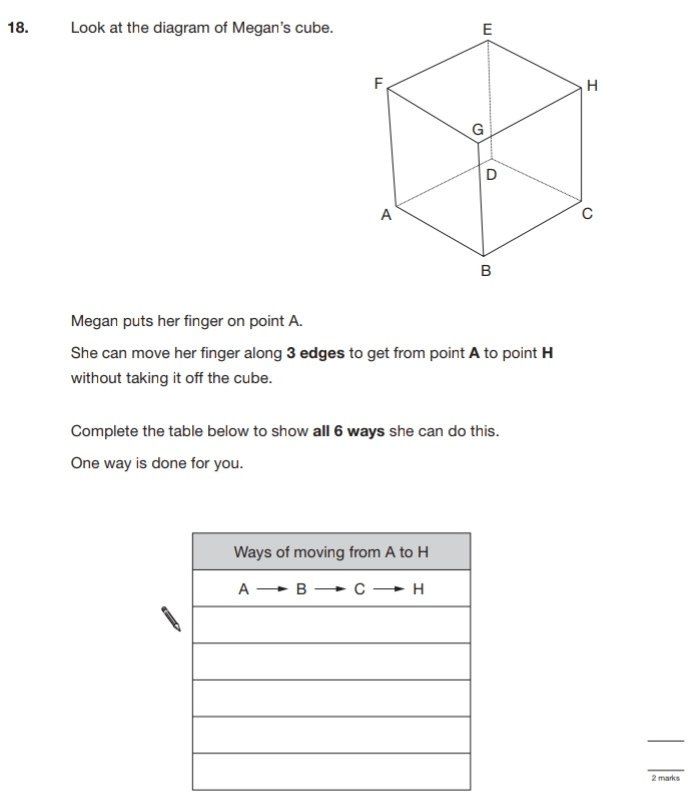 18. Look at the diagram of Megan's cube.
E
F
H
G
D
A
C
B
Megan puts her finger on point A.
She can move her finger along 3 edges to get from point A to point H
without taking it off the cube.
Complete the table below to show all 6 ways she can do this.
One way is done for you.
Ways of moving from A to H
A → B → C → H
2 marks